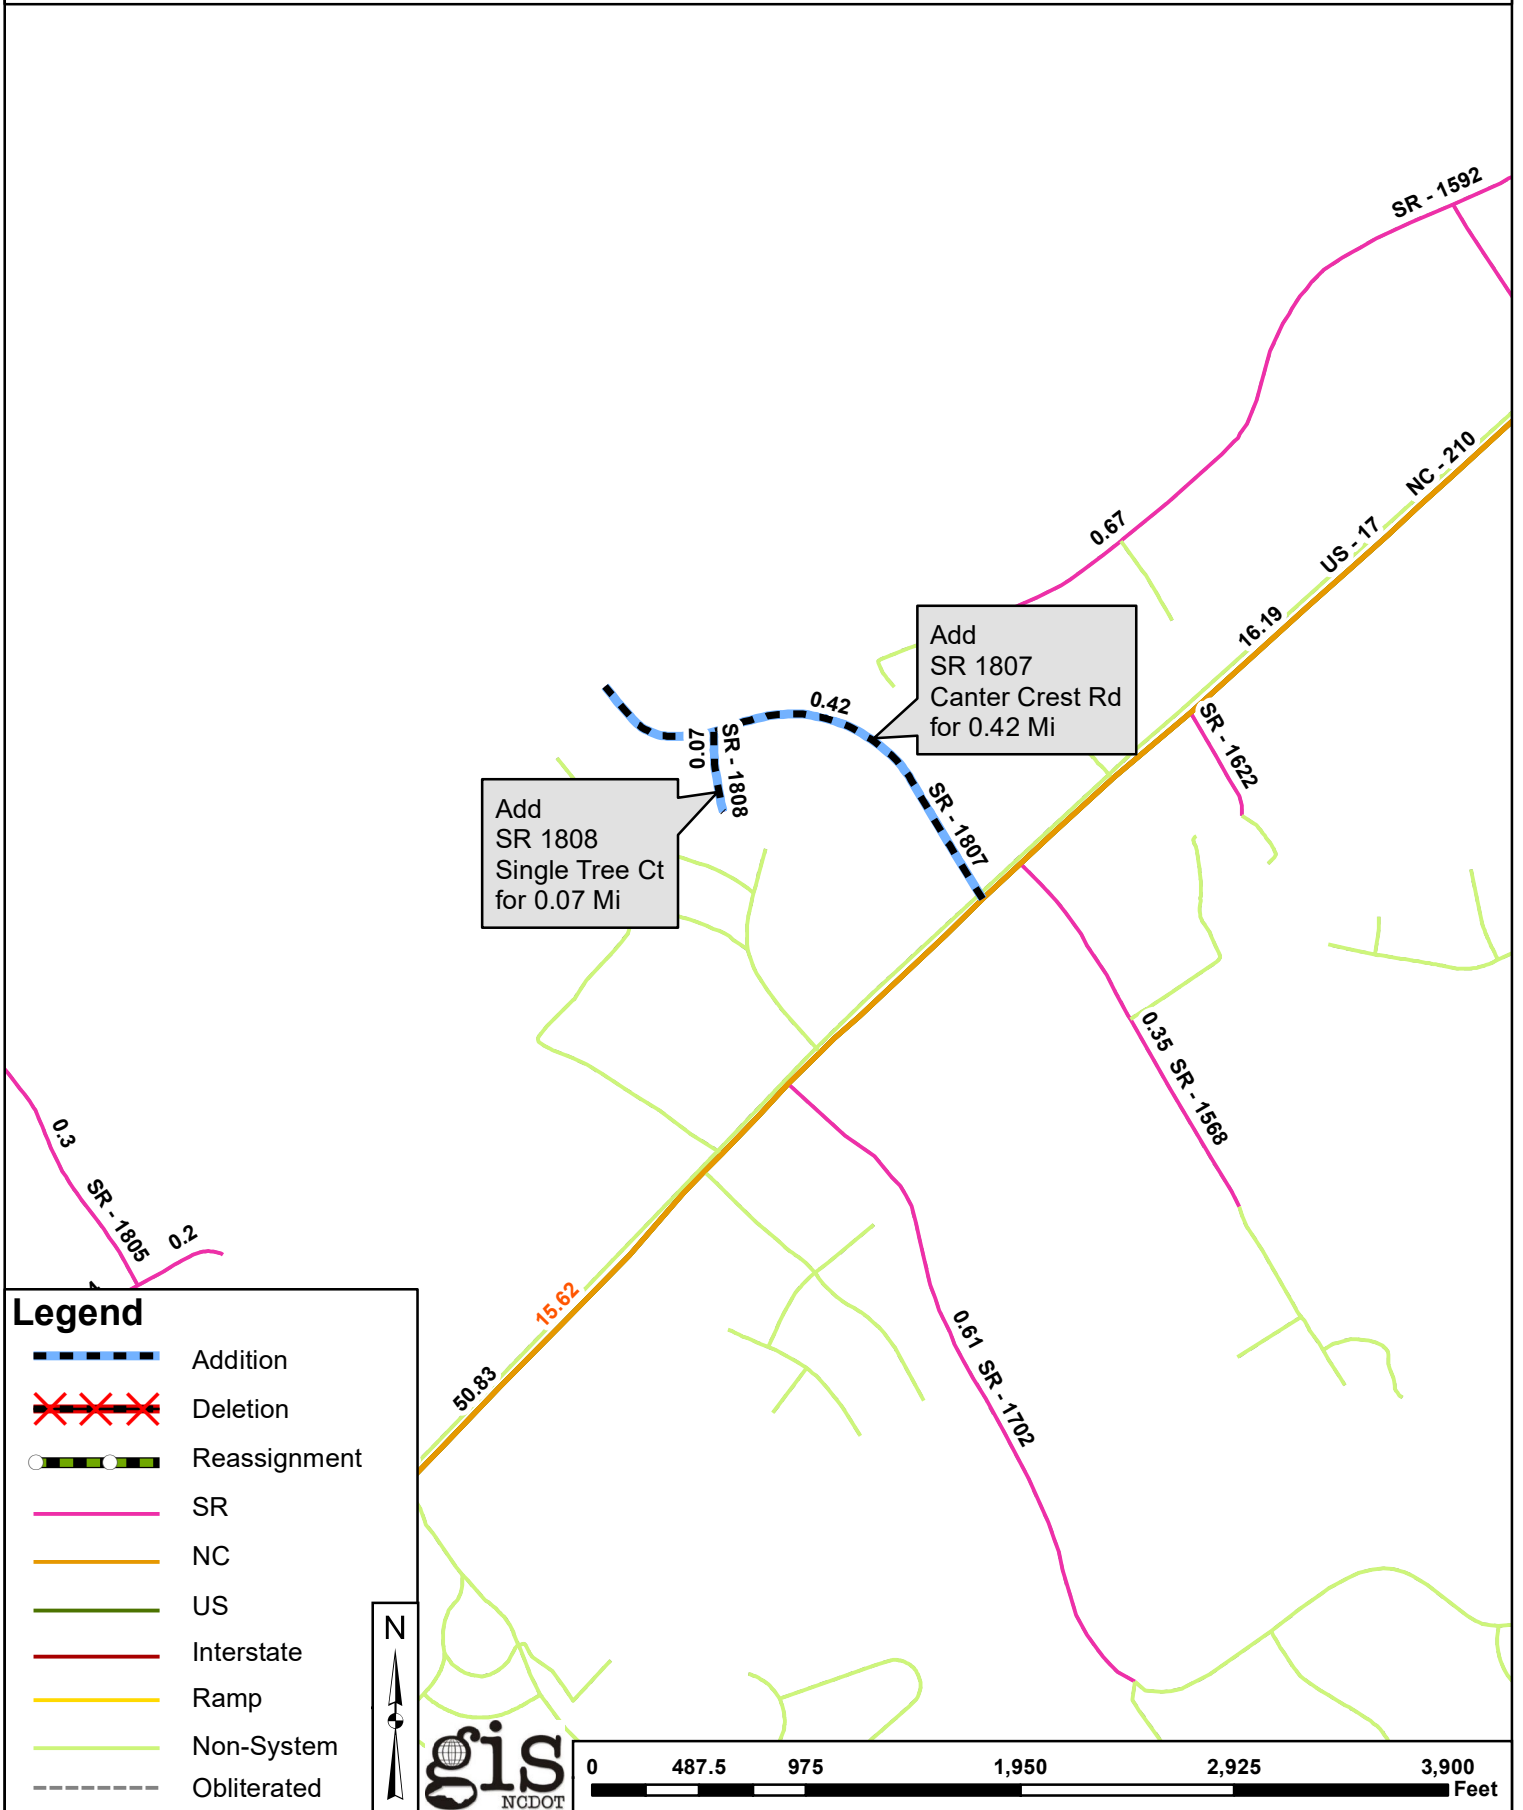 SR - 1592
NC - 210
US - 17
0.67
16.19
Add
SR 1807
Canter Crest Rd
for 0.42 Mi
0.42
SR - 1622
0.07
SR - 1808
SR - 1807
Add
SR 1808
Single Tree Ct
for 0.07 Mi
0.35 SR - 1568
0.3
SR - 1805
0.2
15.62
50.83
0.61 SR - 1702
Legend
Addition
Deletion
Reassignment
SR
NC
US
Interstate
Ramp
Non-System
Obliterated
N
gis
NCDOT
0 487.5 975 1,950 2,925 3,900
Feet